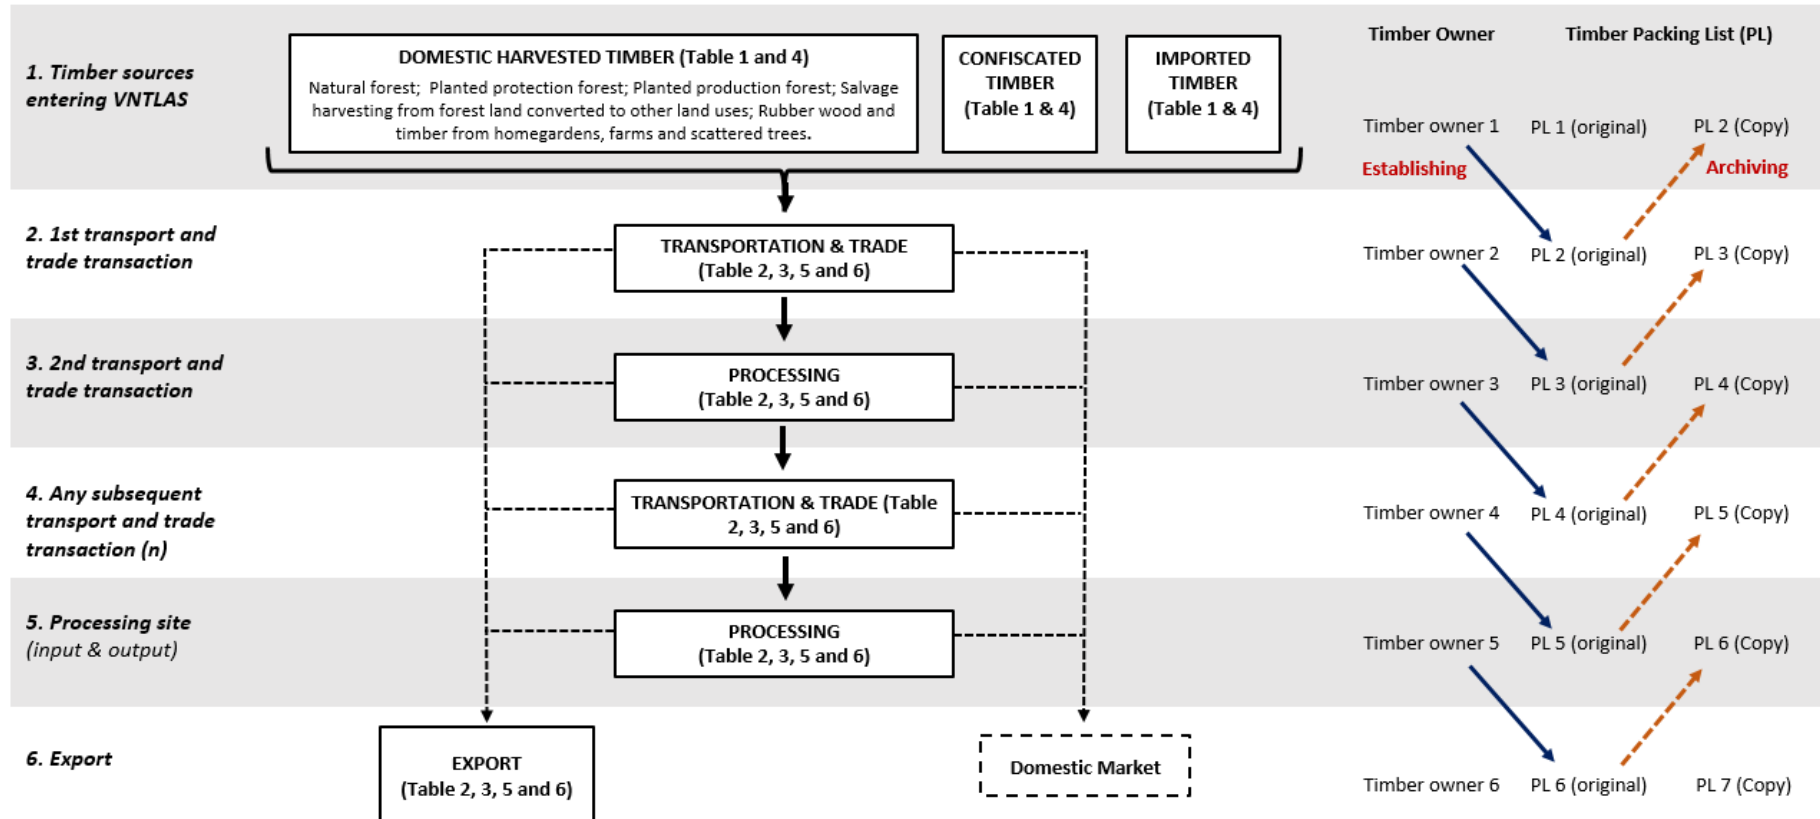 Timber Owner
Timber Packing List (PL)
1. Timber sources
entering VNTLAS
DOMESTIC HARVESTED TIMBER (Table 1 and 4)
Natural forest; Planted protection forest; Planted production forest; Salvage
harvesting from forest land converted to other land uses; Rubber wood and
timber from homegardens, farms and scattered trees.
CONFISCATED
TIMBER
(Table 1 & 4)
IMPORTED
TIMBER
(Table 1 & 4)
Timber owner 1
PL 1 (original)
PL 2 (Copy)
Establishing
Archiving
2. 1st transport and
trade transaction
TRANSPORTATION & TRADE
(Table 2, 3, 5 and 6)
Timber owner 2
PL 2 (original)
PL 3 (Copy)
3. 2nd transport and
trade transaction
PROCESSING
(Table 2, 3, 5 and 6)
Timber owner 3
PL 3 (original)
PL 4 (Copy)
4. Any subsequent
transport and trade
transaction (n)
TRANSPORTATION & TRADE (Table
2, 3, 5 and 6)
Timber owner 4
PL 4 (original)
PL 5 (Copy)
5. Processing site
(input & output)
PROCESSING
(Table 2, 3, 5 and 6)
Timber owner 5
PL 5 (original)
PL 6 (Copy)
6. Export
EXPORT
(Table 2, 3, 5 and 6)
Domestic Market
Timber owner 6
PL 6 (original)
PL 7 (Copy)